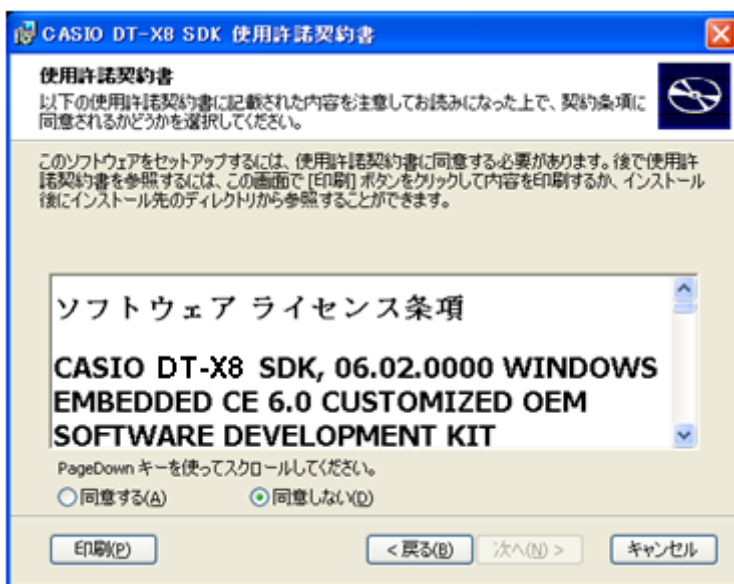 CASIO DT-X8 SDK 使用許諾契約書
使用許諾契約書
以下の使用許諾契約書に記載された内容を注意してお読みになった上で、契約条項に
同意されるかどうかを選択してください。
このソフトウェアをセットアップするには、使用許諾契約書に同意する必要があります。後で使用許
諾契約書を参照するには、この画面で [印刷] ボタンをクリックして内容を印刷するか、インストール
後にインストール先のディレクトリから参照することができます。
ソフトウェア ライセンス条項
CASIO DT-X8 SDK, 06.02.0000 WINDOWS
EMBEDDED CE 6.0 CUSTOMIZED OEM
SOFTWARE DEVELOPMENT KIT
PageDown キーを使ってスクロールしてください。
同意する(A) 同意しない(D)
印刷(P) < 戻る(B) 次へ(N) > キャンセル